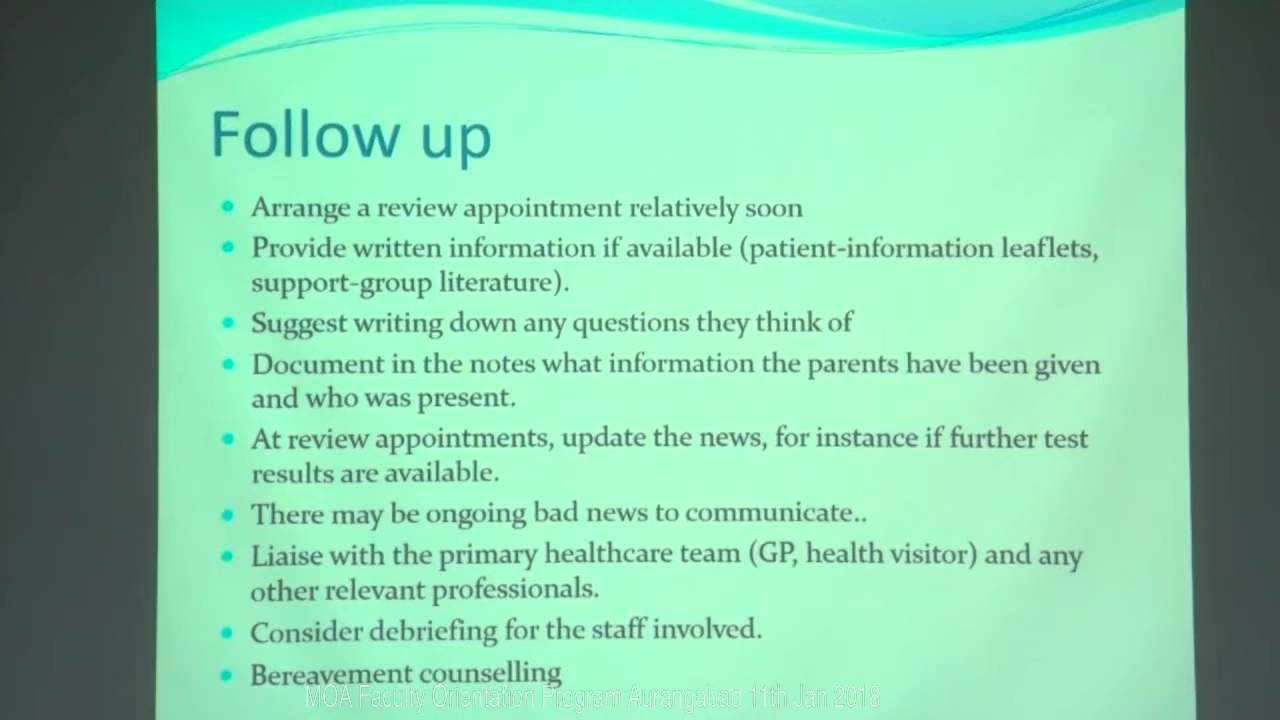 Follow up
• Arrange a review appointment relatively soon
• Provide written information if available (patient-information leaflets,
support-group literature).
• Suggest writing down any questions they think of
• Document in the notes what information the parents have been given
and who was present.
• At review appointments, update the news, for instance if further test
results are available.
• There may be ongoing bad news to communicate..
• Liaise with the primary healthcare team (GP, health visitor) and any
other relevant professionals.
• Consider debriefing for the staff involved.
• Bereavement counselling
MOA Faculty Orientation Program Aurangabad 11th Jan 2018